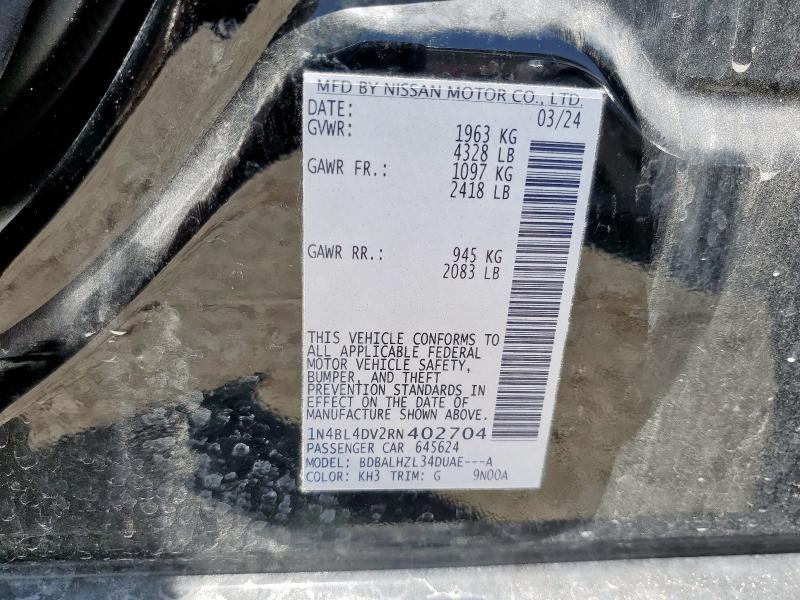 MFD BY NISSAN MOTOR CO., LTD.
DATE: 03/24
GVWR: 1963 KG
4328 LB
GAWR FR.: 1097 KG
2418 LB
GAWR RR.: 945 KG
2083 LB
THIS VEHICLE CONFORMS TO
ALL APPLICABLE FEDERAL
MOTOR VEHICLE SAFETY,
BUMPER, AND THEFT
PREVENTION STANDARDS IN
EFFECT ON THE DATE OF
MANUFACTURE SHOWN ABOVE.
1N4BL4DV2RN402704
PASSENGER CAR 645624
MODEL: BDBALHZL34DUAE---A
COLOR: KH3 TRIM: G 9N00A